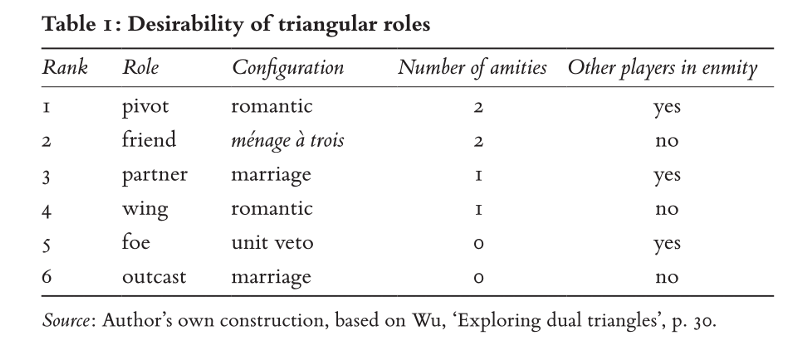 Table 1: Desirability of triangular roles
Rank Role Configuration Number of amities Other players in enmity
1 pivot romantic 2 yes
2 friend ménage à trois 2 no
3 partner marriage 1 yes
4 wing romantic 1 no
5 foe unit veto 0 yes
6 outcast marriage 0 no
Source: Author’s own construction, based on Wu, ‘Exploring dual triangles’, p. 30.